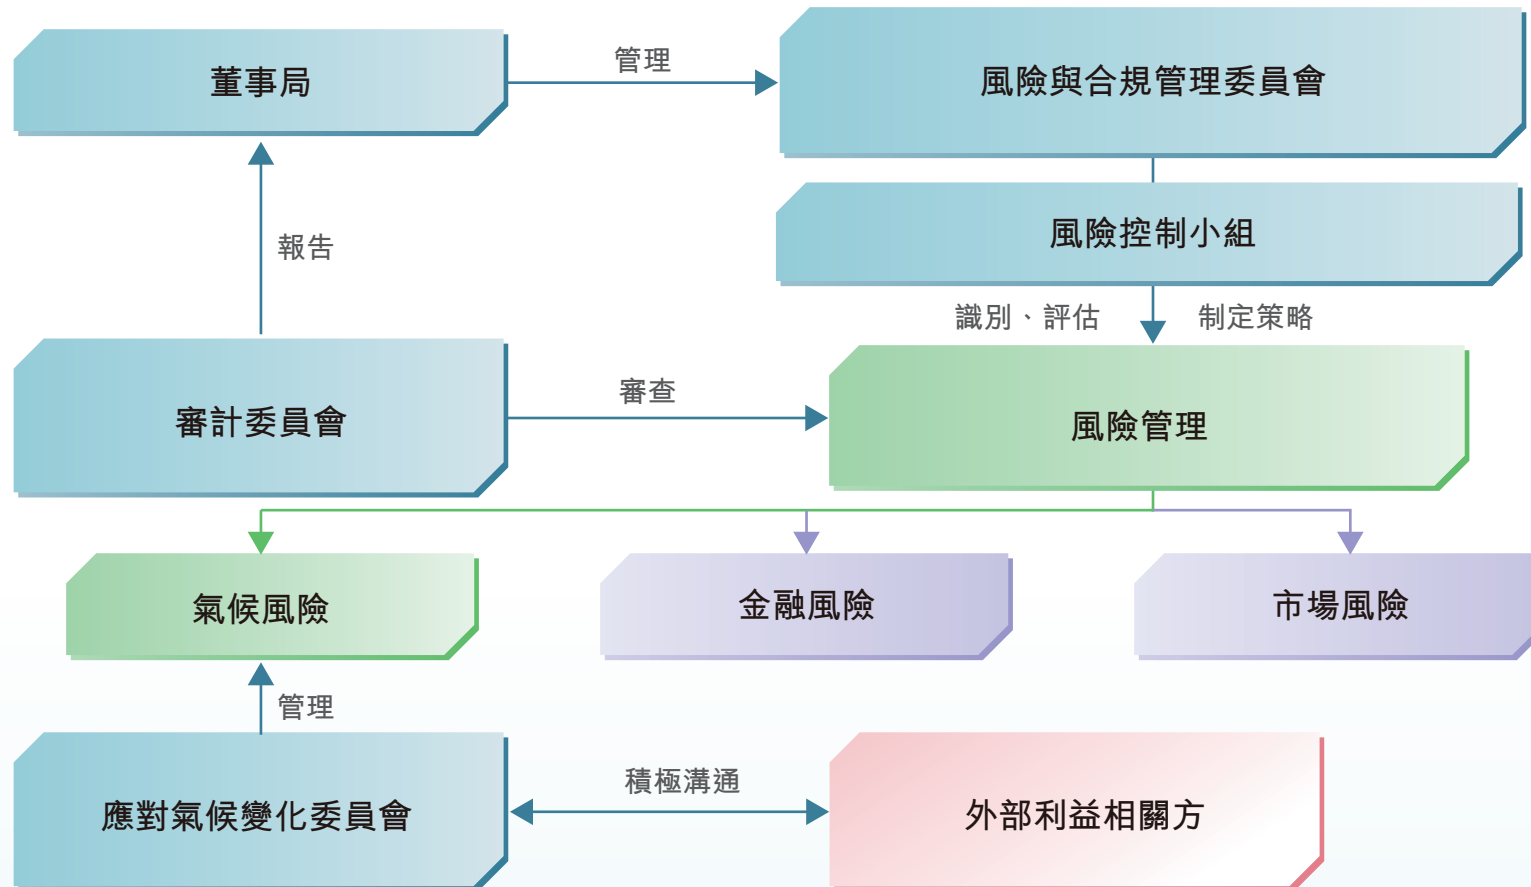 董事局
管理
風險與合規管理委員會
風險控制小組
報告
識別、評估
制定策略
審計委員會
審查
風險管理
氣候風險
金融風險
市場風險
管理
應對氣候變化委員會
積極溝通
外部利益相關方